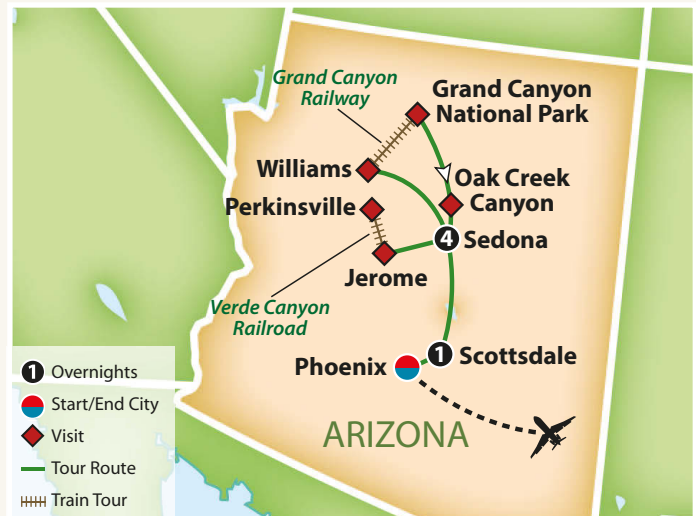 Grand Canyon
Railway
Grand Canyon
National Park
Williams
Oak Creek
Canyon
Perkinsville
4 Sedona
Jerome
Verde Canyon
Railroad
1 Scottsdale
Phoenix
ARIZONA
1 Overnights
Start/End City
Visit
Tour Route
Train Tour